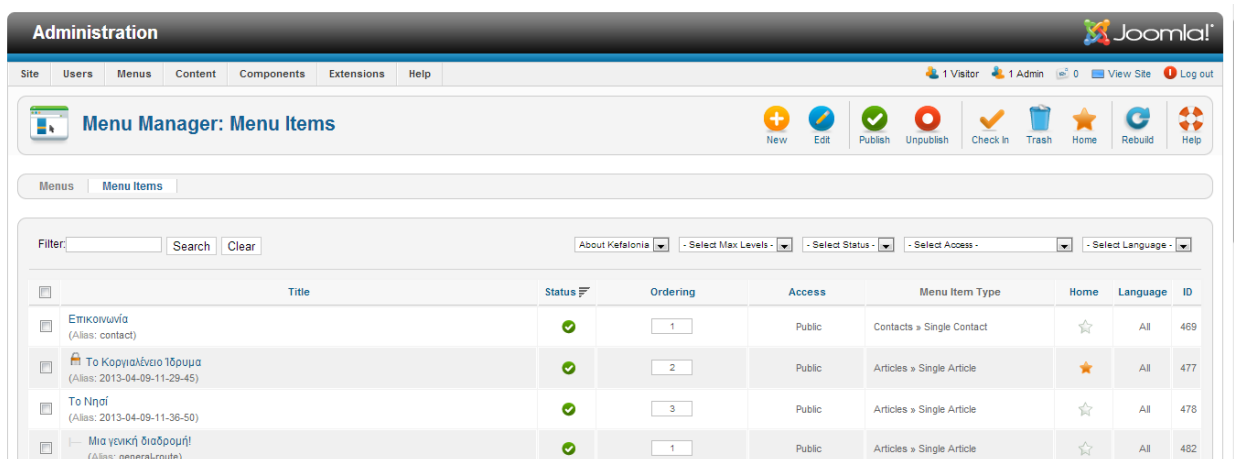 Administration
Joomla!
Site Users Menus Content Components Extensions Help
1 Visitor 1 Admin 0 View Site Log out
Menu Manager: Menu Items
New Edit Publish Unpublish Check In Trash Home Rebuild Help
Menus Menu Items
Filter: Search Clear
About Kefalonia - Select Max Levels - - Select Status - - Select Access - - Select Language -
Title Status Ordering Access Menu Item Type Home Language ID
Επικοινωνία
(Alias: contact)
1 Public Contacts » Single Contact All 469
Το Κοργιαλένειο Ίδρυμα
(Alias: 2013-04-09-11-29-45)
2 Public Articles » Single Article All 477
Το Νησί
(Alias: 2013-04-09-11-36-50)
3 Public Articles » Single Article All 478
Μια γενική διαδρομή!
(Alias: general-route)
1 Public Articles » Single Article All 482